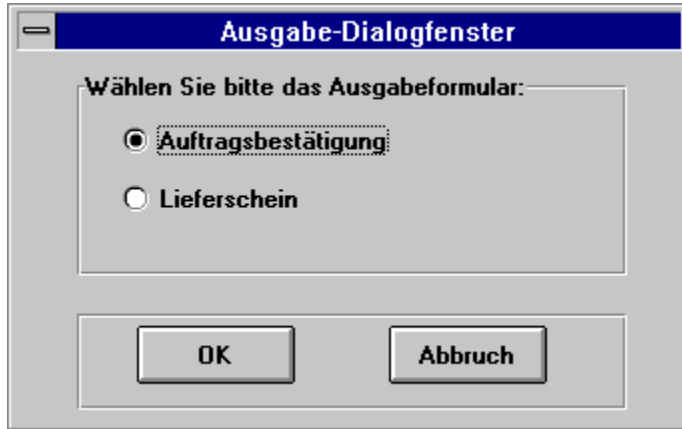 Ausgabe-Dialogfenster
Wählen Sie bitte das Ausgabeformular:
Auftragsbestätigung
Lieferschein
OK
Abbruch